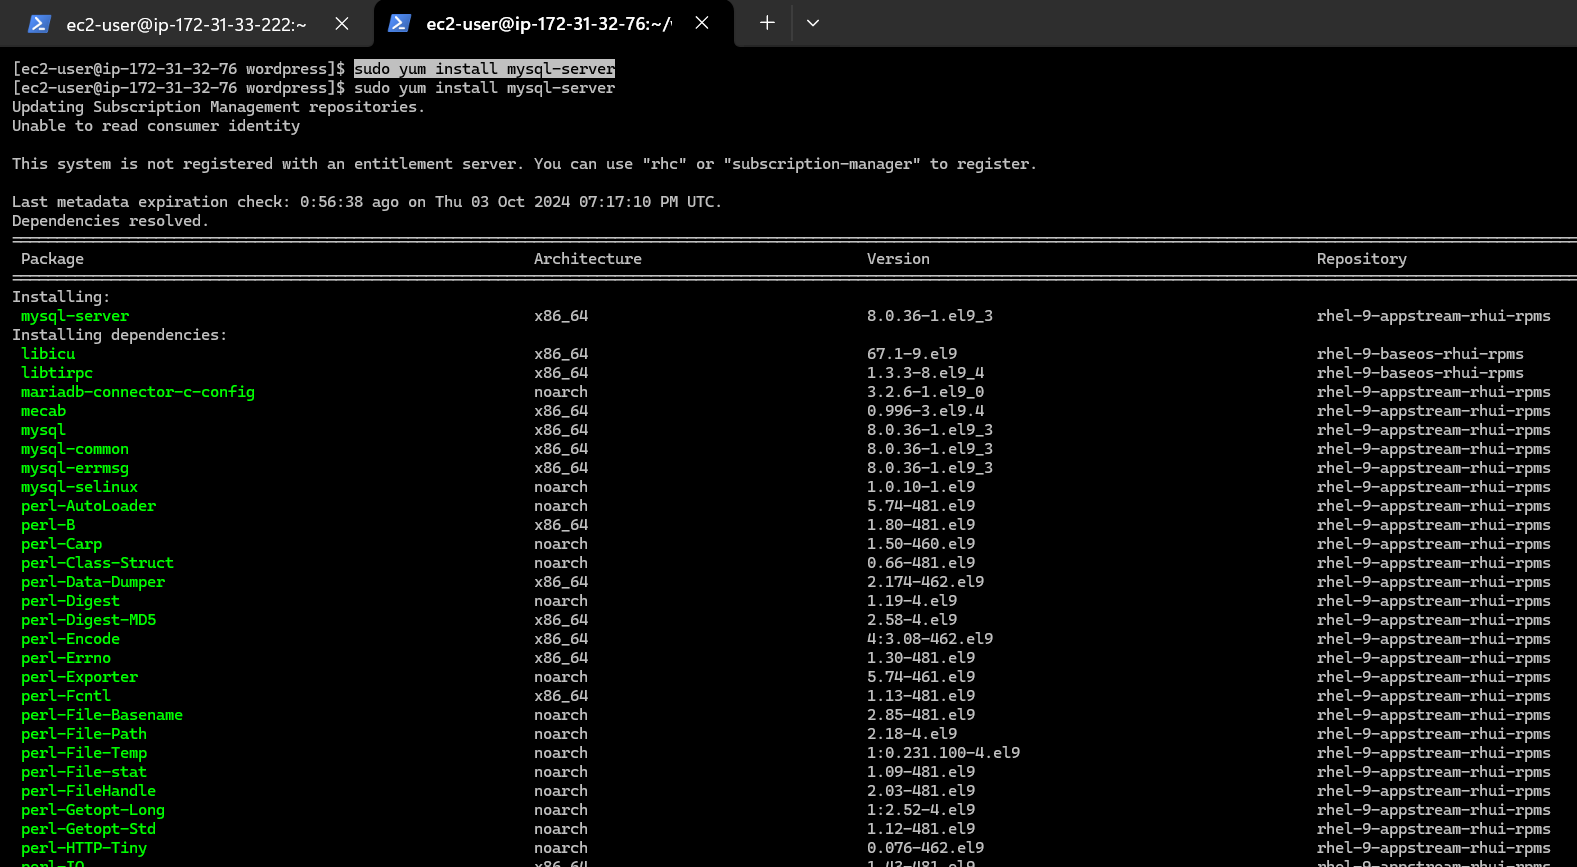 ec2-user@ip-172-31-33-222:~
ec2-user@ip-172-31-32-76:~/
[ec2-user@ip-172-31-32-76 wordpress]$ sudo yum install mysql-server
[ec2-user@ip-172-31-32-76 wordpress]$ sudo yum install mysql-server
Updating Subscription Management repositories.
Unable to read consumer identity
This system is not registered with an entitlement server. You can use "rhc" or "subscription-manager" to register.
Last metadata expiration check: 0:56:38 ago on Thu 03 Oct 2024 07:17:10 PM UTC.
Dependencies resolved.
Package Architecture Version Repository
Installing:
mysql-server x86_64 8.0.36-1.el9_3 rhel-9-appstream-rhui-rpms
Installing dependencies:
libicu x86_64 67.1-9.el9 rhel-9-baseos-rhui-rpms
libtirpc x86_64 1.3.3-8.el9_4 rhel-9-baseos-rhui-rpms
mariadb-connector-c-config noarch 3.2.6-1.el9_0 rhel-9-appstream-rhui-rpms
mecab x86_64 0.996-3.el9.4 rhel-9-appstream-rhui-rpms
mysql x86_64 8.0.36-1.el9_3 rhel-9-appstream-rhui-rpms
mysql-common x86_64 8.0.36-1.el9_3 rhel-9-appstream-rhui-rpms
mysql-errmsg x86_64 8.0.36-1.el9_3 rhel-9-appstream-rhui-rpms
mysql-selinux noarch 1.0.10-1.el9 rhel-9-appstream-rhui-rpms
perl-AutoLoader noarch 5.74-481.el9 rhel-9-appstream-rhui-rpms
perl-B x86_64 1.80-481.el9 rhel-9-appstream-rhui-rpms
perl-Carp noarch 1.50-460.el9 rhel-9-appstream-rhui-rpms
perl-Class-Struct noarch 0.66-481.el9 rhel-9-appstream-rhui-rpms
perl-Data-Dumper x86_64 2.174-462.el9 rhel-9-appstream-rhui-rpms
perl-Digest noarch 1.19-4.el9 rhel-9-appstream-rhui-rpms
perl-Digest-MD5 x86_64 2.58-4.el9 rhel-9-appstream-rhui-rpms
perl-Encode x86_64 4:3.08-462.el9 rhel-9-appstream-rhui-rpms
perl-Errno x86_64 1.30-481.el9 rhel-9-appstream-rhui-rpms
perl-Exporter noarch 5.74-461.el9 rhel-9-appstream-rhui-rpms
perl-Fcntl x86_64 1.13-481.el9 rhel-9-appstream-rhui-rpms
perl-File-Basename noarch 2.85-481.el9 rhel-9-appstream-rhui-rpms
perl-File-Path noarch 2.18-4.el9 rhel-9-appstream-rhui-rpms
perl-File-Temp noarch 1:0.231.100-4.el9 rhel-9-appstream-rhui-rpms
perl-File-stat noarch 1.09-481.el9 rhel-9-appstream-rhui-rpms
perl-FileHandle noarch 2.03-481.el9 rhel-9-appstream-rhui-rpms
perl-Getopt-Long noarch 1:2.52-4.el9 rhel-9-appstream-rhui-rpms
perl-Getopt-Std noarch 1.12-481.el9 rhel-9-appstream-rhui-rpms
perl-HTTP-Tiny noarch 0.076-462.el9 rhel-9-appstream-rhui-rpms
perl-IO x86_64 1.43-481.el9 rhel-9-appstream-rhui-rpms